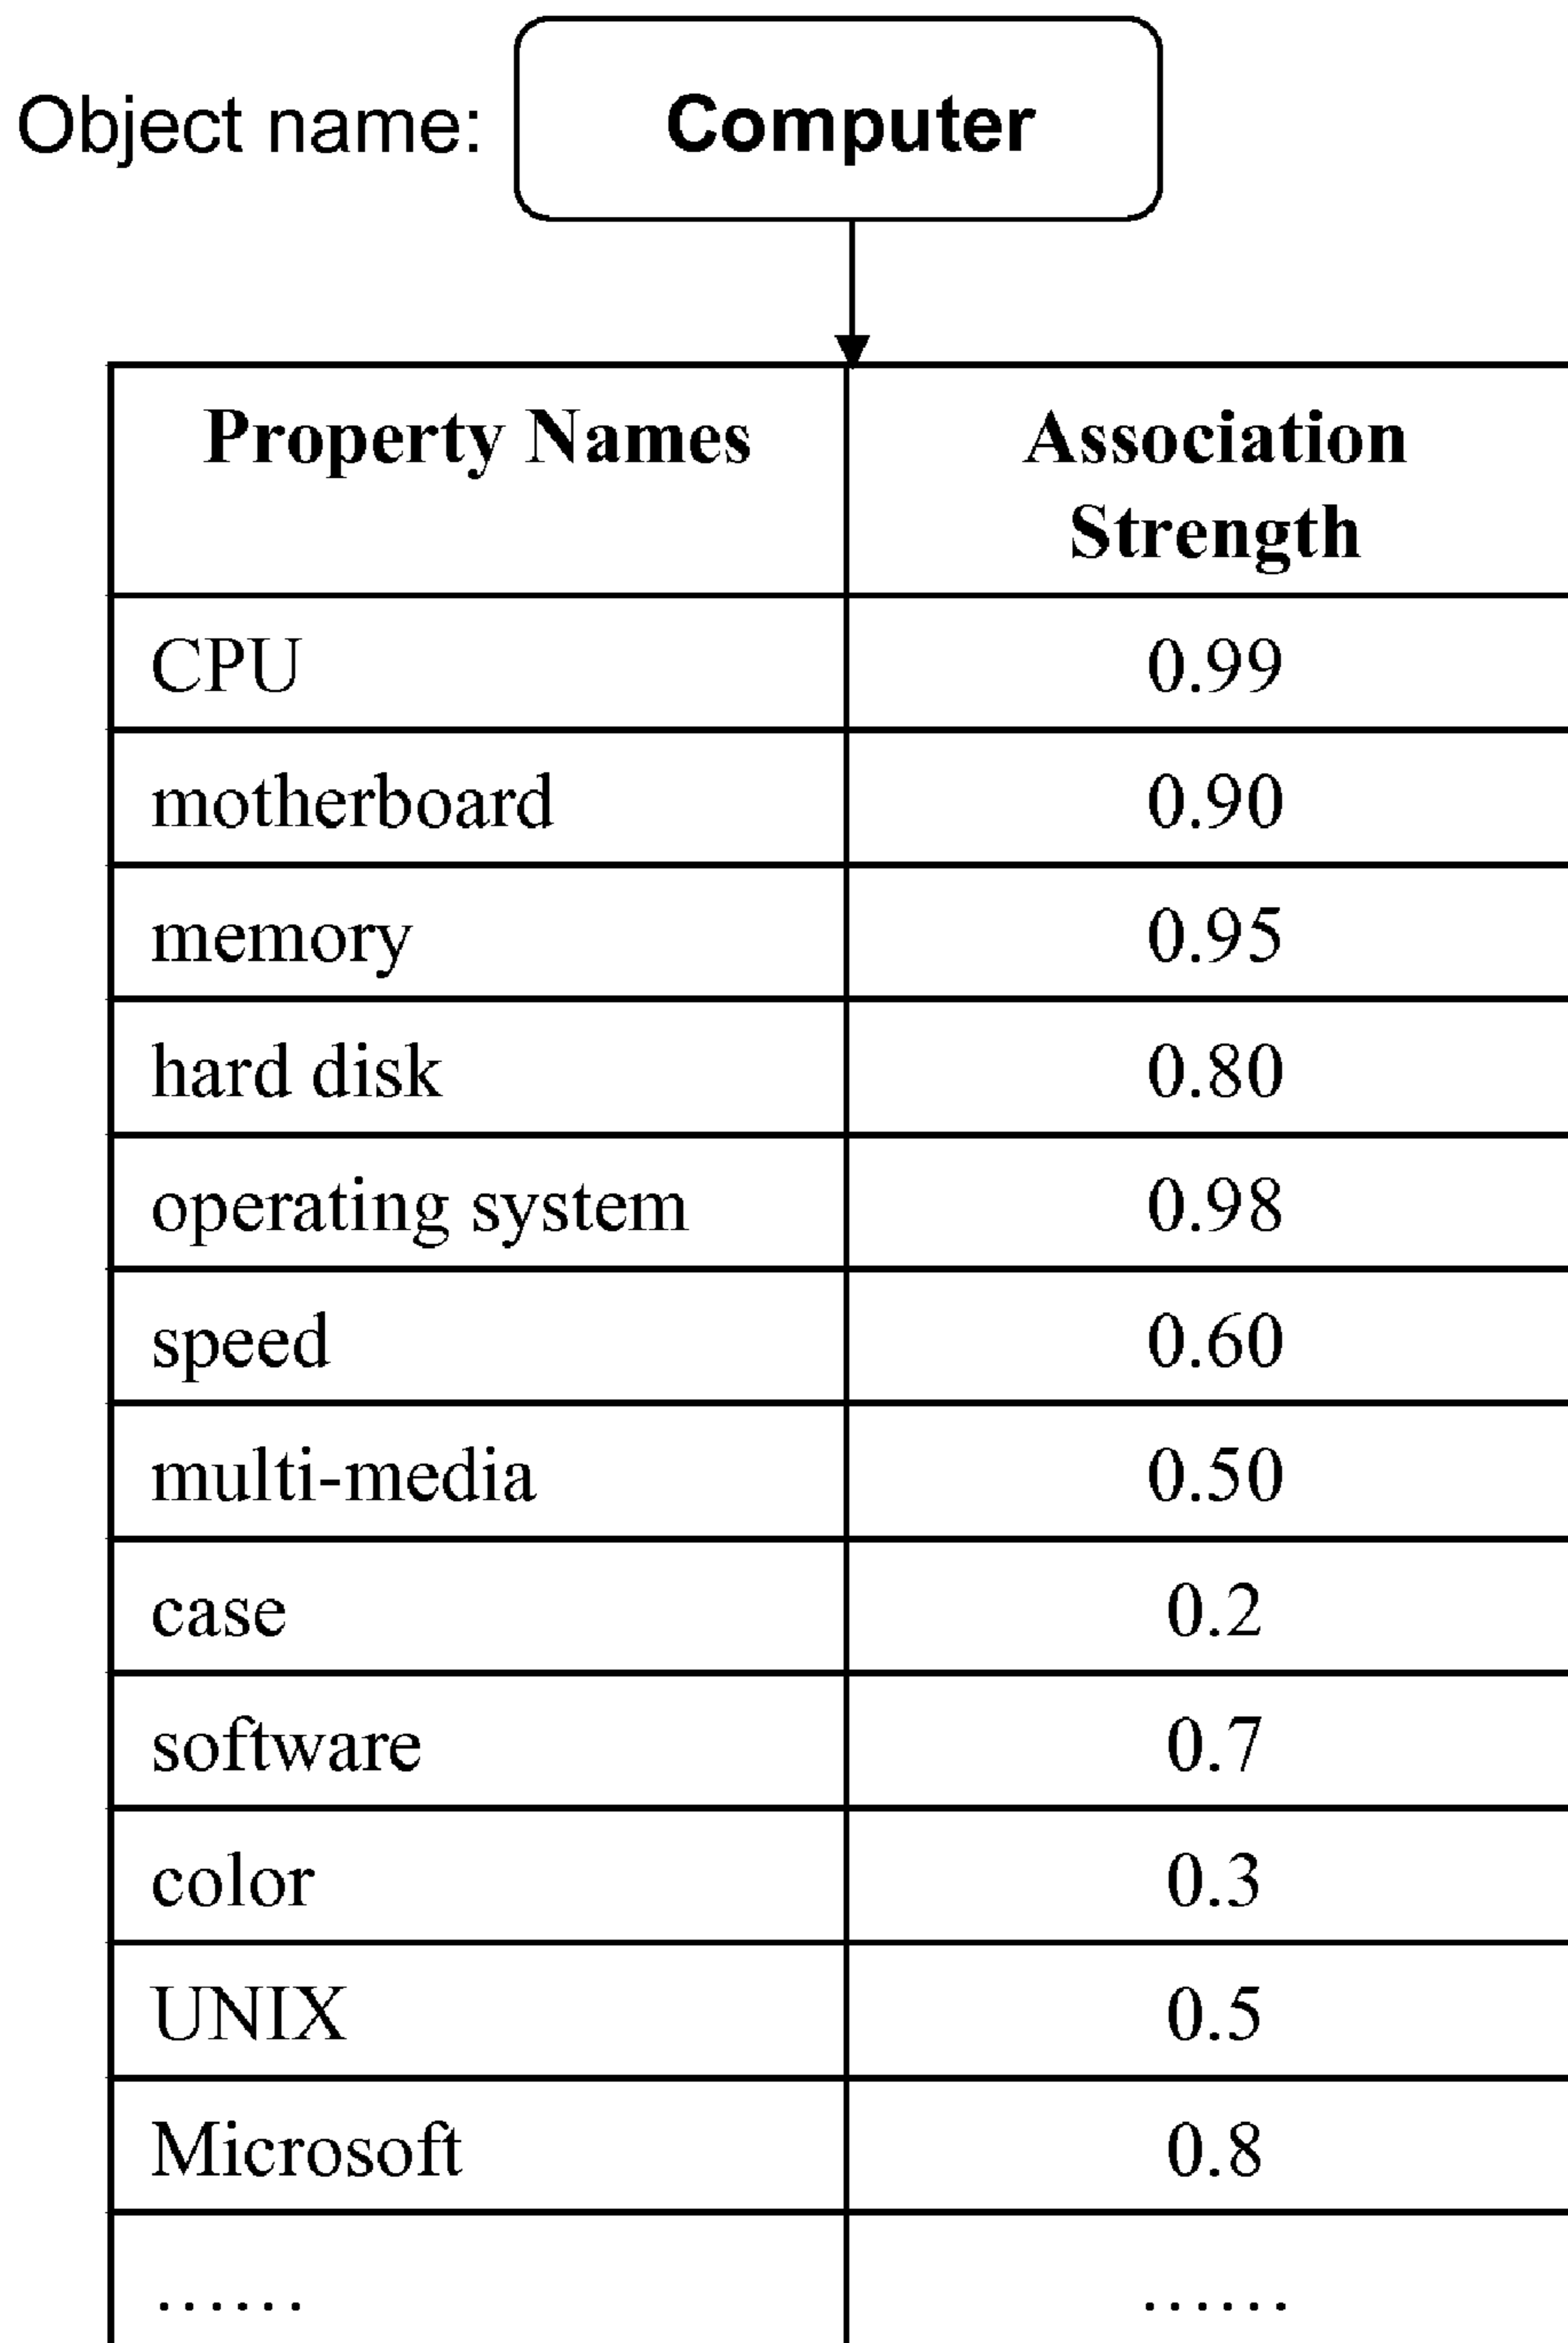 Object name: Computer
Property Names Association
Strength
CPU 0.99
motherboard 0.90
memory 0.95
hard disk 0.80
operating system 0.98
speed 0.60
multi-media 0.50
case 0.2
software 0.7
color 0.3
UNIX 0.5
Microsoft 0.8
…… ……